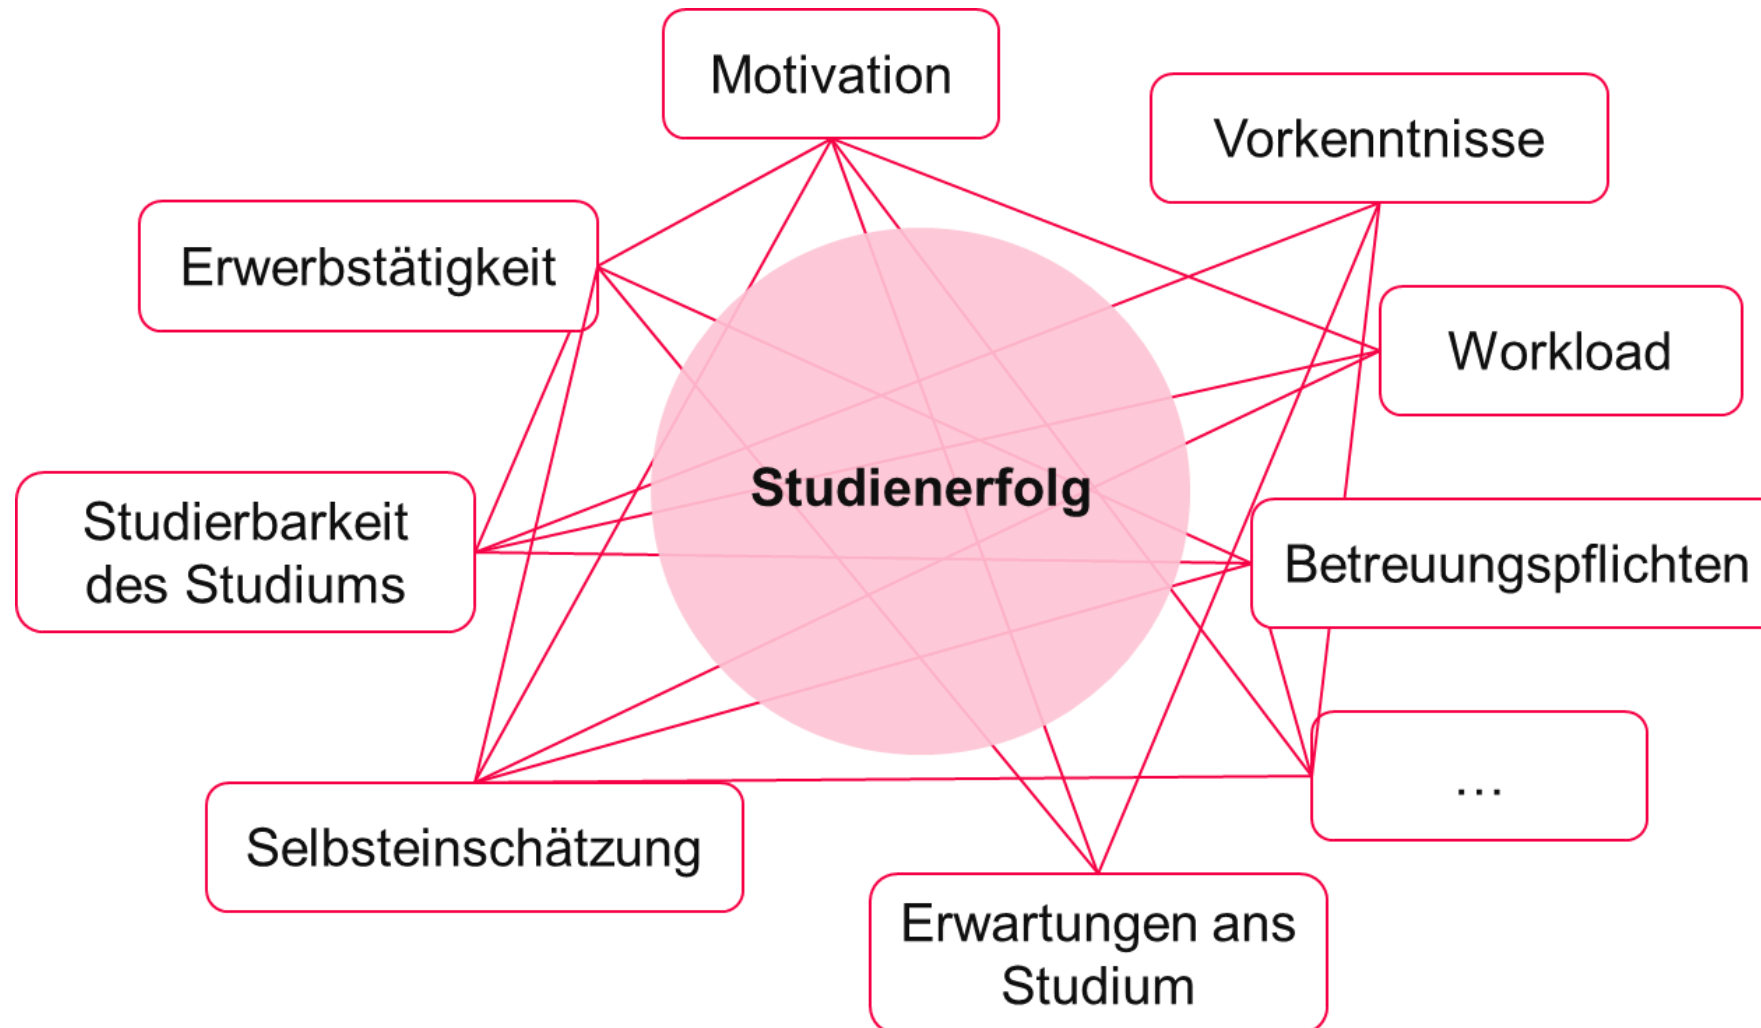 Motivation
Vorkenntnisse
Erwerbstätigkeit
Workload
Studienerfolg
Studierbarkeit
des Studiums
Betreuungspflichten
…
Selbsteinschätzung
Erwartungen ans
Studium